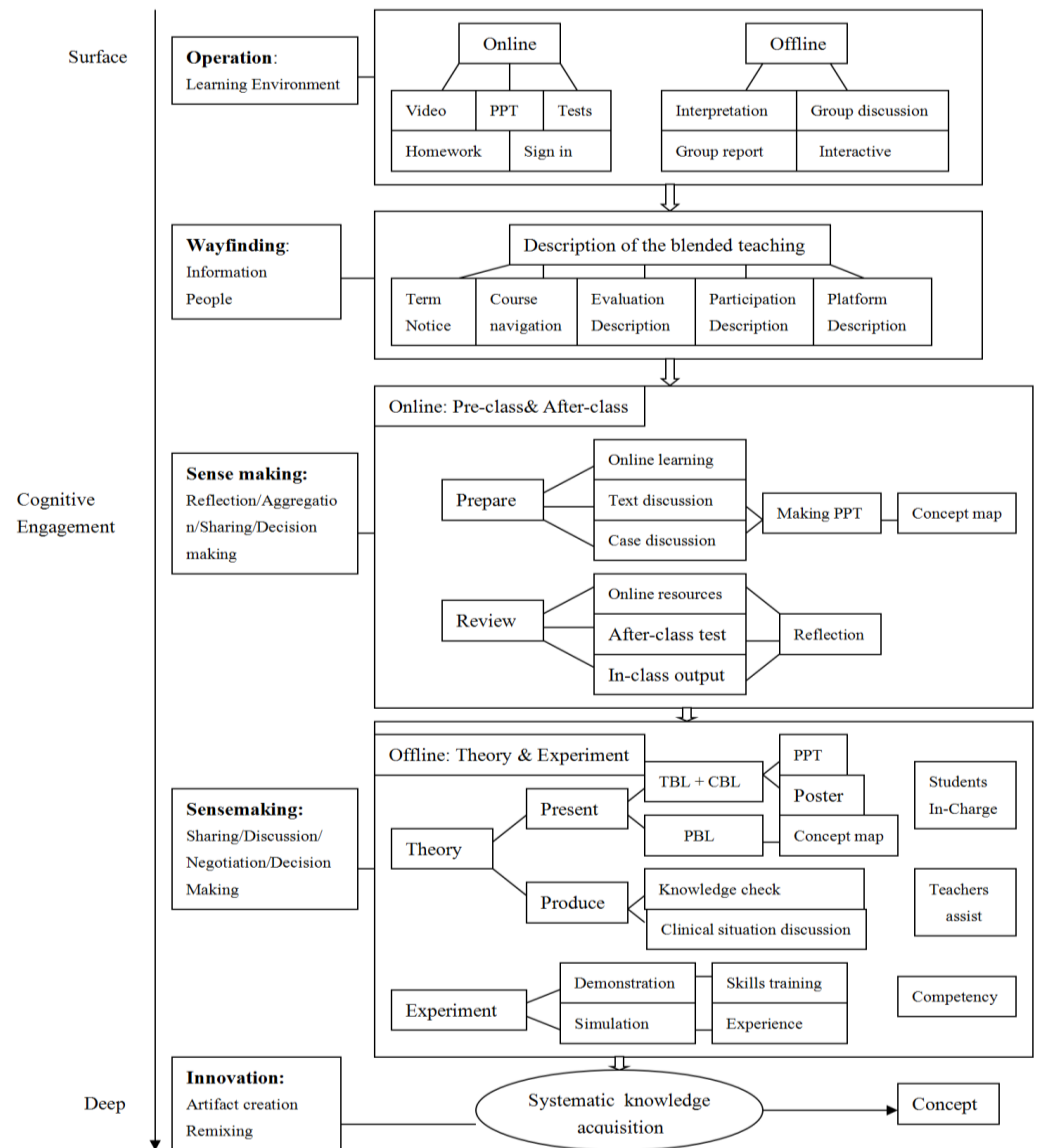 Surface
Operation:
Learning Environment
Online
Offline
Video
PPT
Tests
Homework
Sign in
Interpretation
Group discussion
Group report
Interactive
Wayfinding:
Information
People
Description of the blended teaching
Term
Notice
Course
navigation
Evaluation
Description
Participation
Description
Platform
Description
Online: Pre-class& After-class
Cognitive
Engagement
Sense making:
Reflection/Aggregatio
n/Sharing/Decision
making
Prepare
Online learning
Text discussion
Case discussion
Making PPT
Concept map
Review
Online resources
After-class test
In-class output
Reflection
Offline: Theory & Experiment
Sensemaking:
Sharing/Discussion/
Negotiation/Decision
Making
Theory
Present
TBL + CBL
PPT
Poster
PBL
Concept map
Students
In-Charge
Produce
Knowledge check
Clinical situation discussion
Teachers
assist
Experiment
Demonstration
Skills training
Simulation
Experience
Competency
Deep
Innovation:
Artifact creation
Remixing
Systematic knowledge
acquisition
Concept